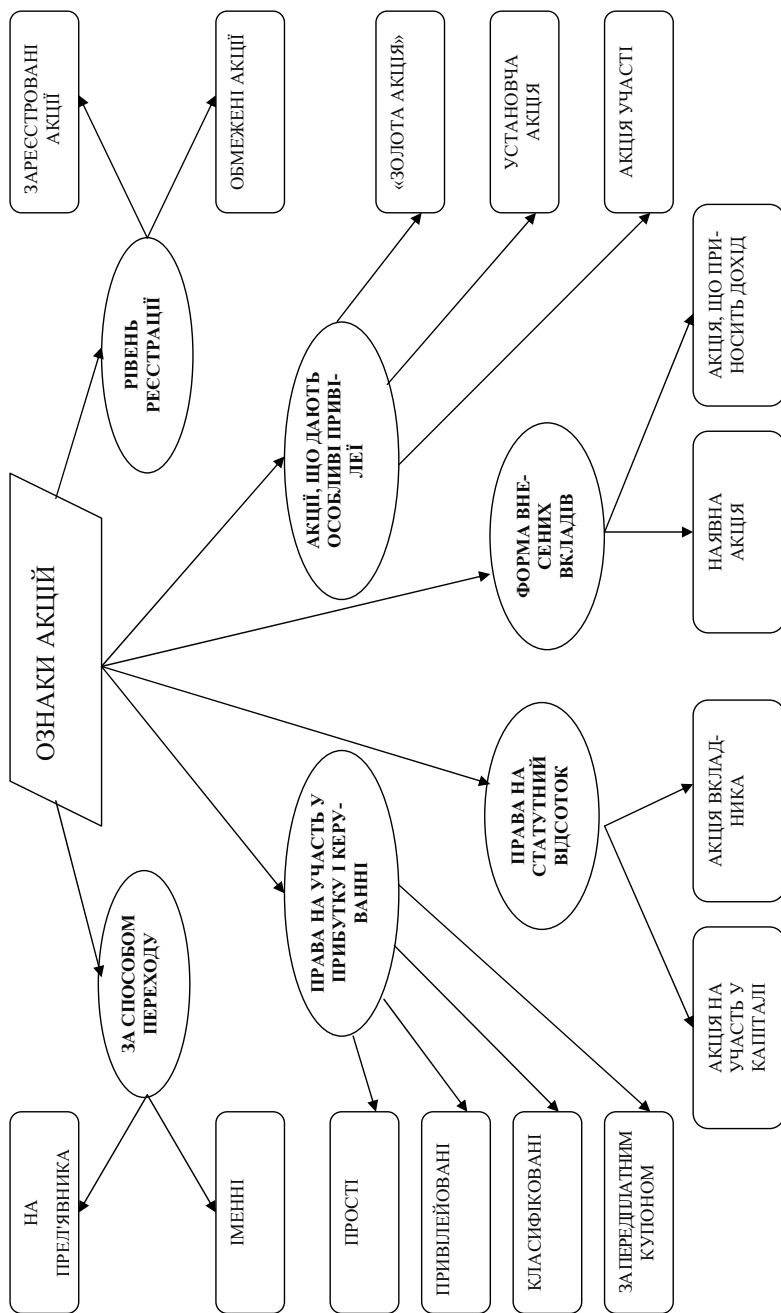 ОЗНАКИ АКЦІЙ
ЗА СПОСОБОМ
ПЕРЕХОДУ
РІВЕНЬ
РЕЄСТРАЦІЇ
НА
ПРЕД'ЯВНИКА
ІМЕННІ
ЗАРЕЄСТРОВАНІ
АКЦІЇ
ОБМЕЖЕНІ АКЦІЇ
ПРАВА НА УЧАСТЬ У
ПРИБУТКУ І КЕРУ-
ВАННІ
АКЦІЇ, ЩО ДАЮТЬ
ОСОБЛИВІ ПРИВІ-
ЛЕЇ
ПРОСТІ
ПРИВІЛЕЙОВАНІ
КЛАСИФІКОВАНІ
ЗА ПЕРЕДПЛАТНИМ
КУПОНОМ
«ЗОЛОТА АКЦІЯ»
УСТАНОВЧА
АКЦІЯ
АКЦІЯ УЧАСТІ
ПРАВА НА
СТАТУТНИЙ
ВІДСОТОК
ФОРМА ВНЕ-
СЕНИХ
ВКЛАДІВ
АКЦІЯ НА
УЧАСТЬ У
КАПІТАЛІ
АКЦІЯ ВКЛАД-
НИКА
НАЯВНА
АКЦІЯ
АКЦІЯ, ЩО ПРИ-
НОСИТЬ ДОХІД